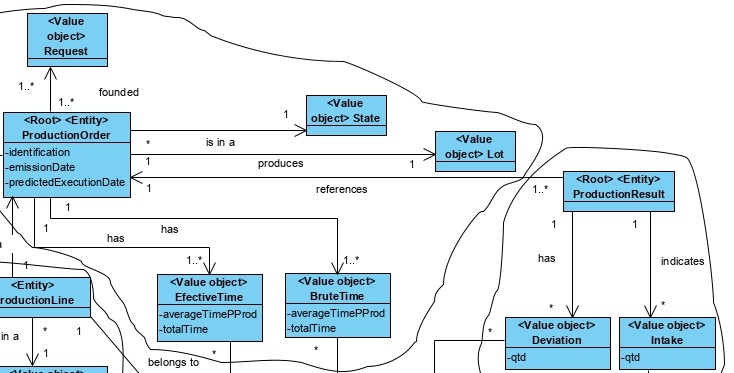 <Value
object>
Request
1..*
1..*
founded
<Root> <Entity>
ProductionOrder
-identification
-emissionDate
-predictedExecutionDate
1
<Value
object> State
*
is in a
<Value
object> Lot
1
produces
1
1
references
1..*
<Root> <Entity>
ProductionResult
1
1
has
has
1..*
1..*
<Value object>
EfectiveTime
-averageTimePProd
-totalTime
*
<Value object>
BruteTime
-averageTimePProd
-totalTime
*
1
1
has
indicates
*
*
<Value object>
Deviation
-qtd
<Value object>
Intake
-qtd
*
a
1
<Entity>
roductionLine
*
1
in a
1
belongs to
<Value object>